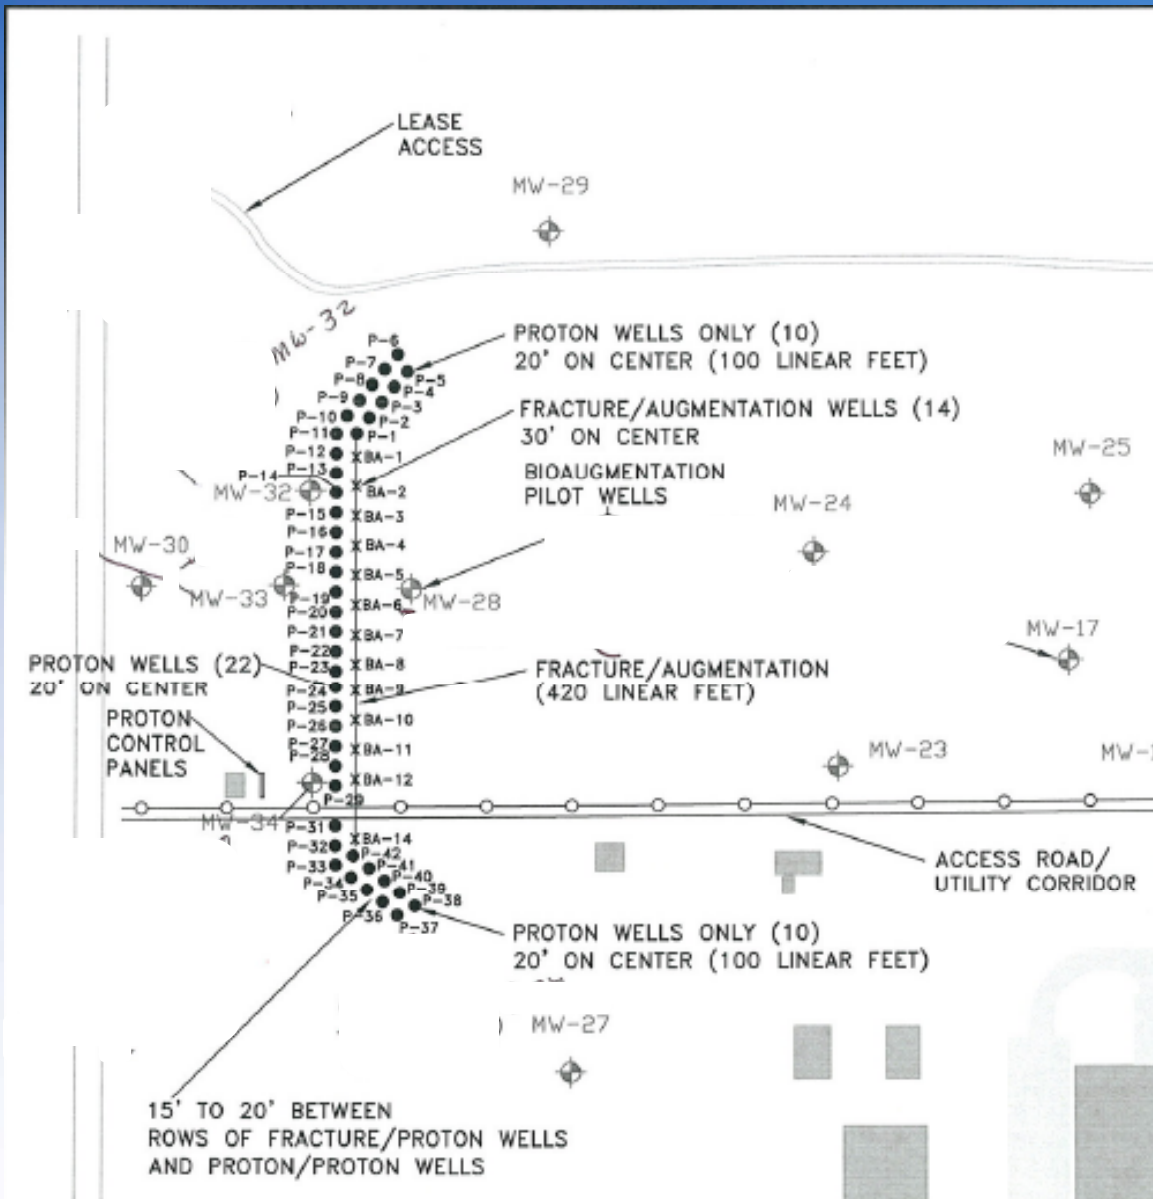 LEASE
ACCESS
MW-29
MW-32
P-6
PROTON WELLS ONLY (10)
20' ON CENTER (100 LINEAR FEET)
P-7
P-5
P-8
P-4
P-9
P-3
P-10
P-2
FRACTURE/AUGMENTATION WELLS (14)
30' ON CENTER
P-11
P-1
P-12
BA-1
MW-25
P-13
P-14
BIOAUGMENTATION
PILOT WELLS
MW-32
BA-2
MW-24
P-15
BA-3
P-16
MW-30
P-17
BA-4
P-18
BA-5
MW-33
P-19
MW-28
P-20
BA-6
P-21
BA-7
MW-17
P-22
PROTON WELLS (22)
20' ON CENTER
P-23
BA-8
FRACTURE/AUGMENTATION
(420 LINEAR FEET)
P-24
BA-9
P-25
PROTON
CONTROL
PANELS
P-26
BA-10
P-27
BA-11
MW-23
P-28
BA-12
P-29
MW-34
P-31
BA-14
P-32
P-42
P-33
P-41
ACCESS ROAD/
UTILITY CORRIDOR
P-34
P-40
P-35
P-39
P-38
P-36
P-37
PROTON WELLS ONLY (10)
20' ON CENTER (100 LINEAR FEET)
MW-27
15' TO 20' BETWEEN
ROWS OF FRACTURE/PROTON WELLS
AND PROTON/PROTON WELLS